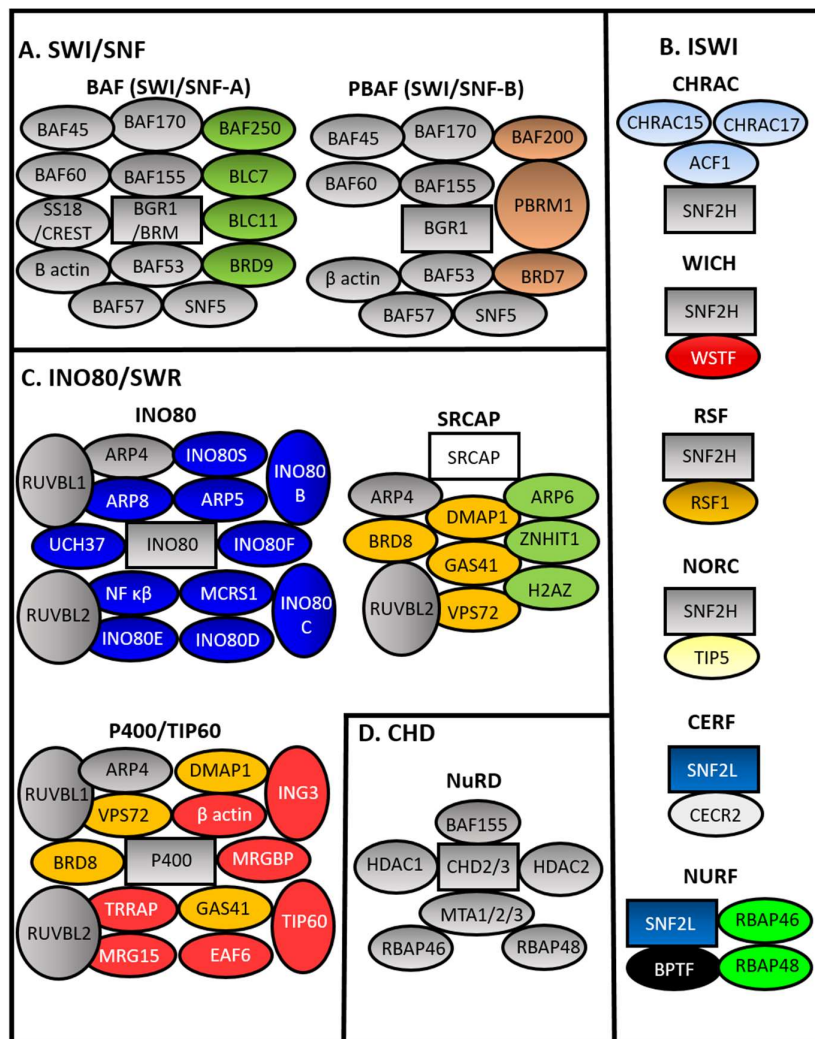 A. SWI/SNF
BAF (SWI/SNF-A)
BAF45
BAF170
BAF250
BAF60
BAF155
BLC7
SS18
/CREST
BGR1
/BRM
BLC11
B actin
BAF53
BRD9
BAF57
SNF5
PBAF (SWI/SNF-B)
BAF45
BAF170
BAF200
BAF60
BAF155
PBRM1
BGR1
β actin
BAF53
BRD7
BAF57
SNF5
B. ISWI
CHRAC
CHRAC15
CHRAC17
ACF1
SNF2H
WICH
SNF2H
WSTF
RSF
SNF2H
RSF1
NORC
SNF2H
TIP5
CERF
SNF2L
CECR2
NURF
SNF2L
RBAP46
BPTF
RBAP48
C. INO80/SWR
INO80
RUVBL1
ARP4
INO80S
INO80
B
ARP8
ARP5
UCH37
INO80
INO80F
RUVBL2
NF κβ
MCRS1
INO80
C
INO80E
INO80D
SRCAP
SRCAP
ARP4
ARP6
DMAP1
BRD8
ZNHIT1
GAS41
RUVBL2
H2AZ
VPS72
P400/TIP60
RUVBL1
ARP4
DMAP1
ING3
VPS72
β actin
BRD8
P400
MRGBP
RUVBL2
TRRAP
GAS41
TIP60
MRG15
EAF6
D. CHD
NuRD
BAF155
HDAC1
CHD2/3
HDAC2
MTA1/2/3
RBAP46
RBAP48